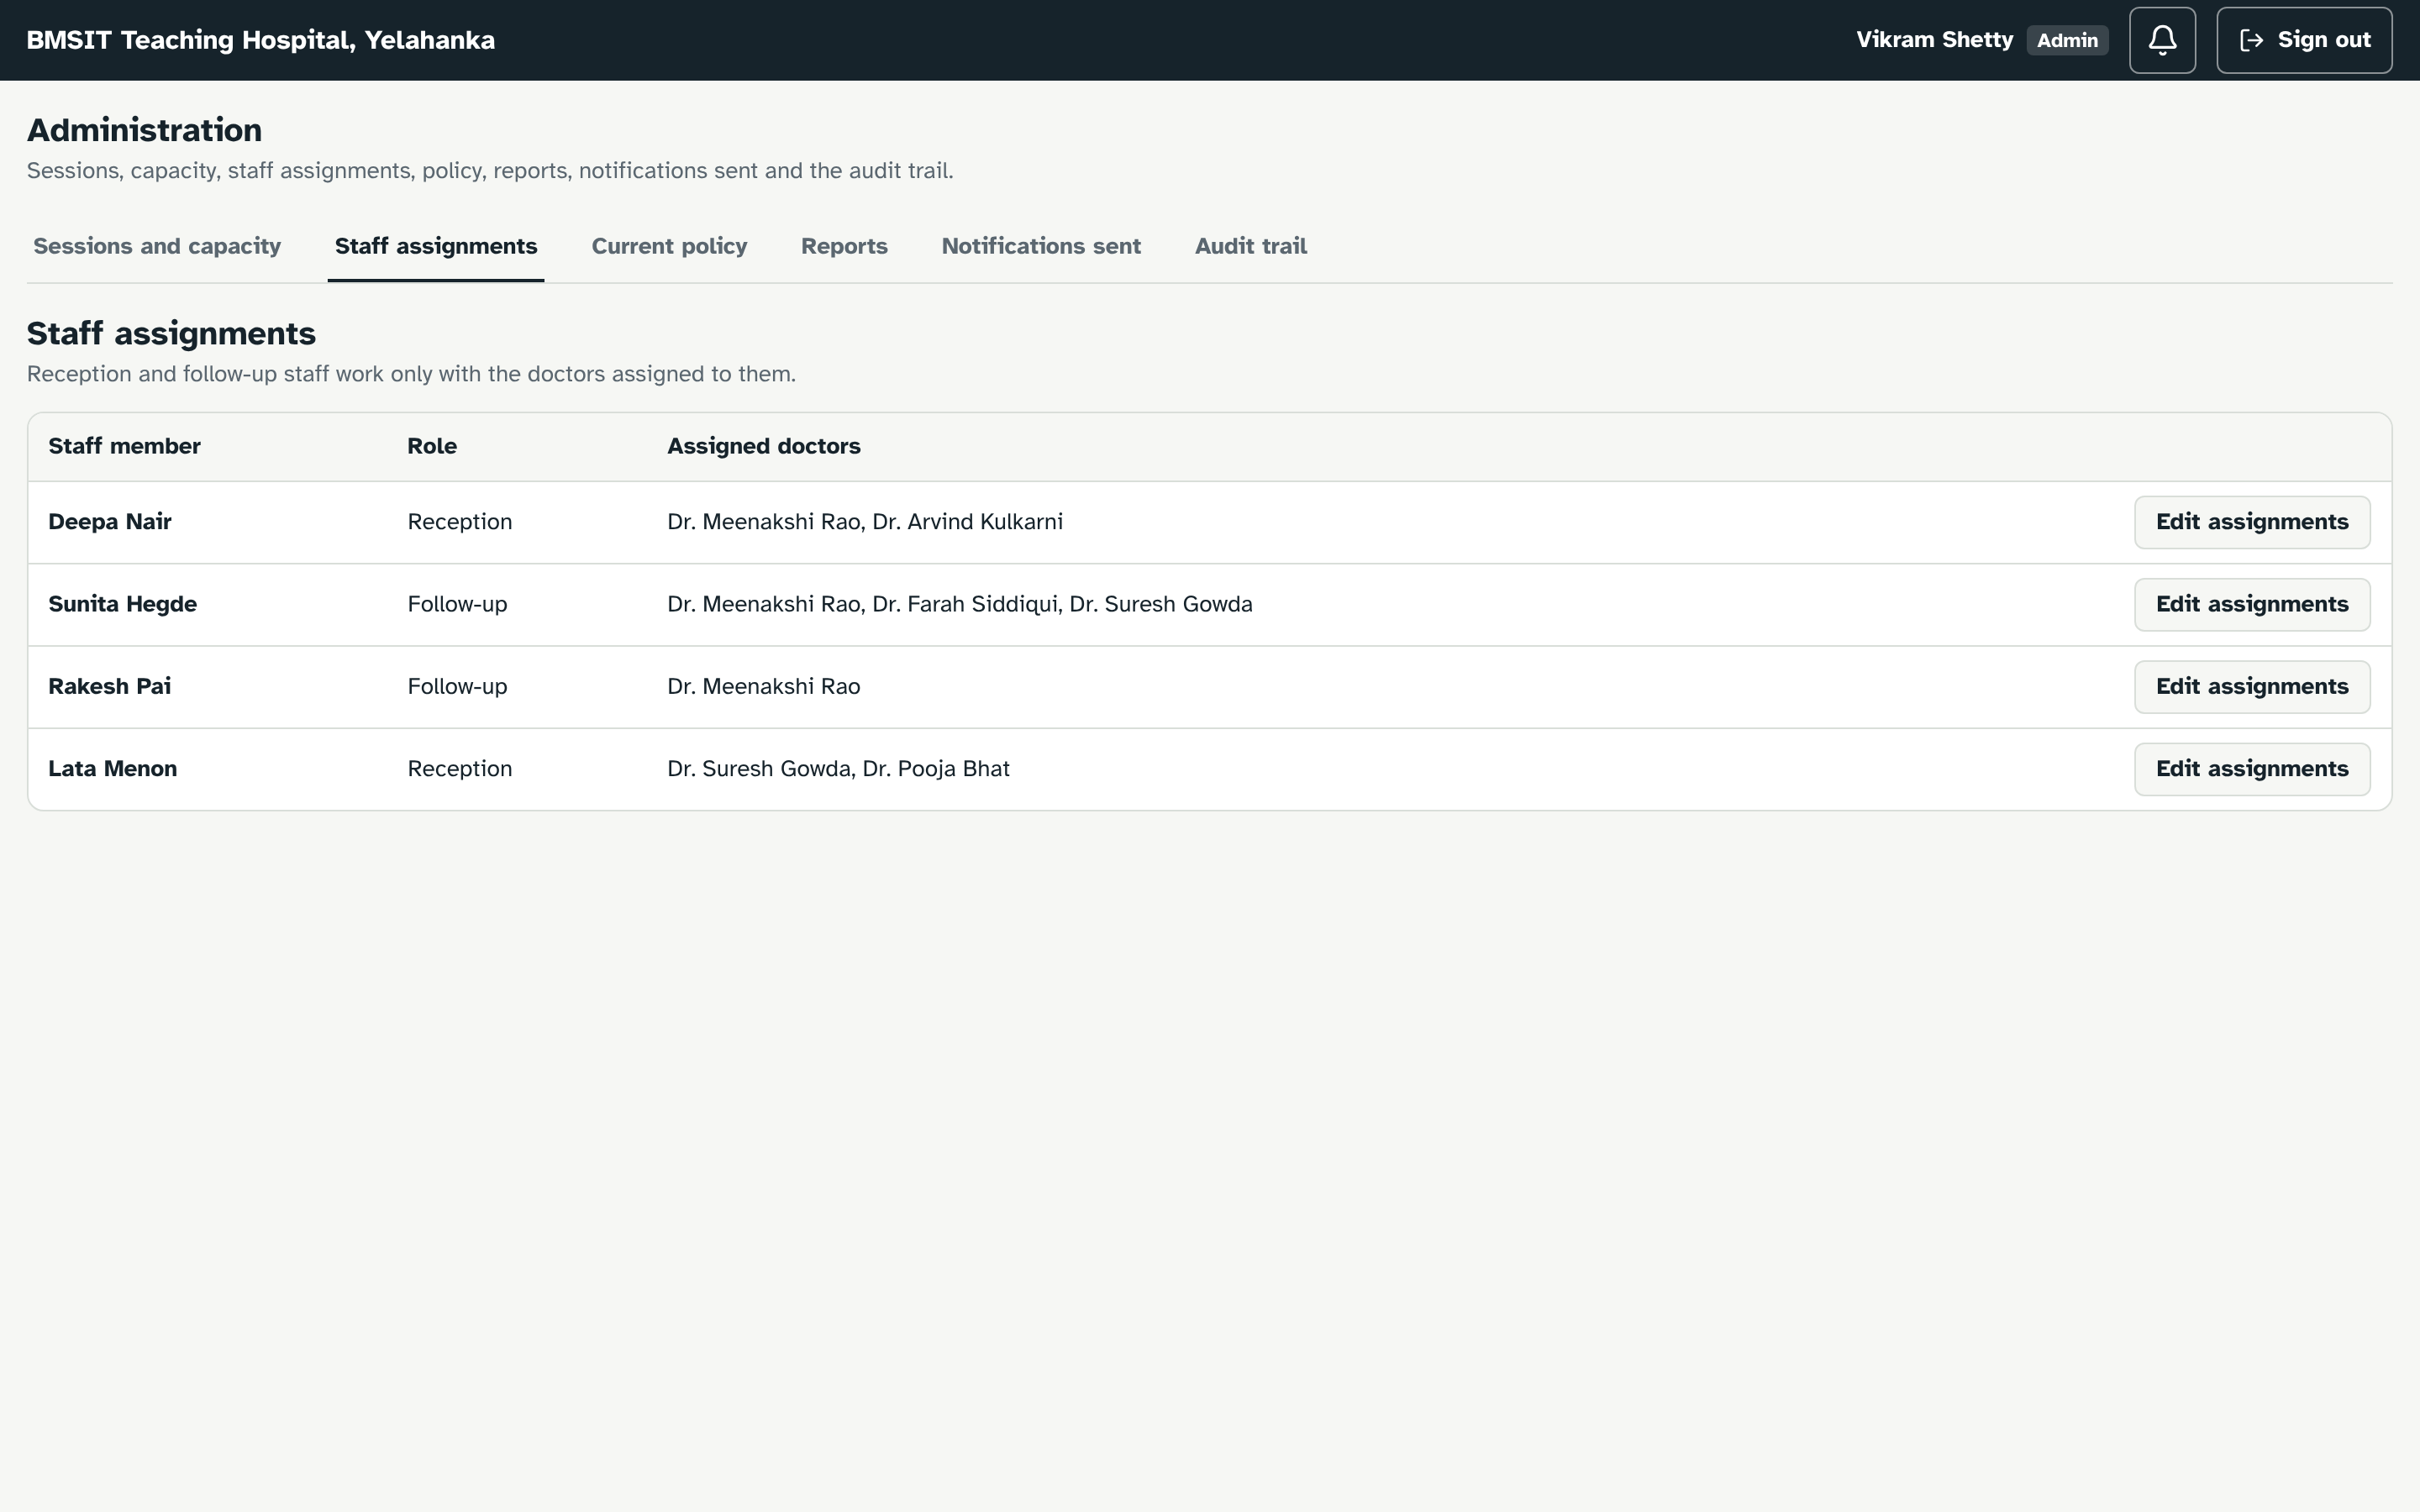 BMSIT Teaching Hospital, Yelahanka
Vikram Shetty Admin Sign out
Administration
Sessions, capacity, staff assignments, policy, reports, notifications sent and the audit trail.
Sessions and capacity Staff assignments Current policy Reports Notifications sent Audit trail
Staff assignments
Reception and follow-up staff work only with the doctors assigned to them.
Staff member Role Assigned doctors
Deepa Nair Reception Dr. Meenakshi Rao, Dr. Arvind Kulkarni Edit assignments
Sunita Hegde Follow-up Dr. Meenakshi Rao, Dr. Farah Siddiqui, Dr. Suresh Gowda Edit assignments
Rakesh Pai Follow-up Dr. Meenakshi Rao Edit assignments
Lata Menon Reception Dr. Suresh Gowda, Dr. Pooja Bhat Edit assignments